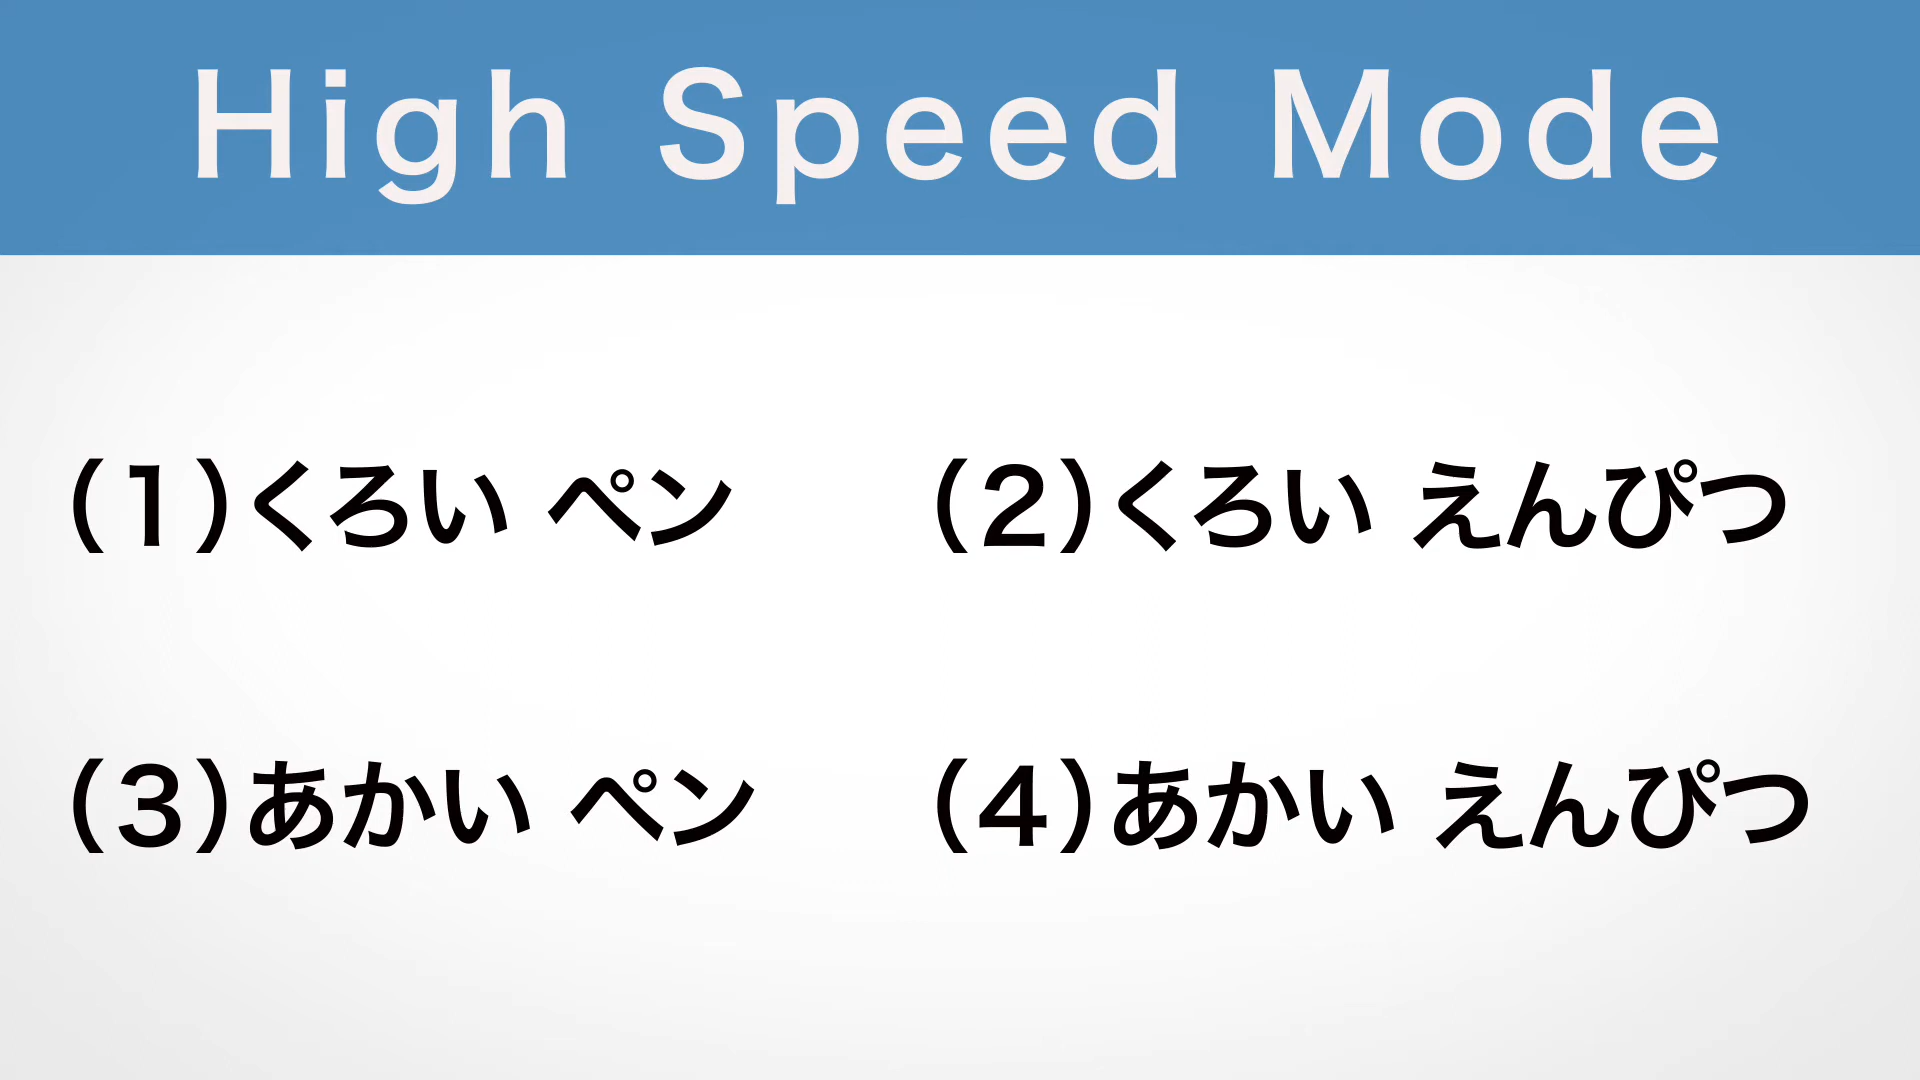 High Speed Mode
（1）くろい ペン （2）くろい えんぴつ
（3）あかい ペン （4）あかい えんぴつ